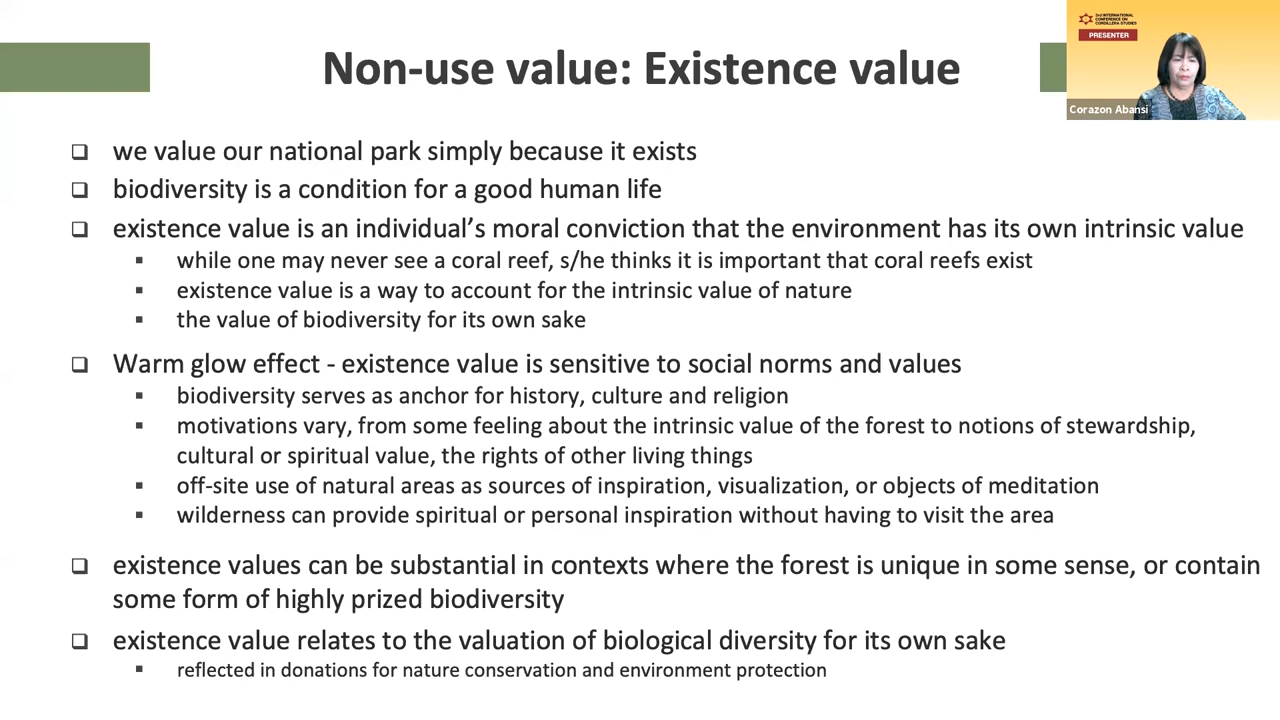 Non-use value: Existence value
3rd INTERNATIONAL
CONFERENCE ON
CORDILLERA STUDIES
PRESENTER
Corazon Abansi
❑ we value our national park simply because it exists
❑ biodiversity is a condition for a good human life
❑ existence value is an individual’s moral conviction that the environment has its own intrinsic value
▪ while one may never see a coral reef, s/he thinks it is important that coral reefs exist
▪ existence value is a way to account for the intrinsic value of nature
▪ the value of biodiversity for its own sake
❑ Warm glow effect - existence value is sensitive to social norms and values
▪ biodiversity serves as anchor for history, culture and religion
▪ motivations vary, from some feeling about the intrinsic value of the forest to notions of stewardship,
cultural or spiritual value, the rights of other living things
▪ off-site use of natural areas as sources of inspiration, visualization, or objects of meditation
▪ wilderness can provide spiritual or personal inspiration without having to visit the area
❑ existence values can be substantial in contexts where the forest is unique in some sense, or contain
some form of highly prized biodiversity
❑ existence value relates to the valuation of biological diversity for its own sake
▪ reflected in donations for nature conservation and environment protection